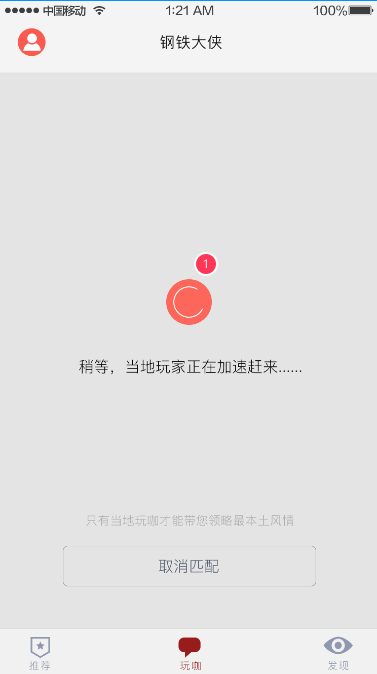 中国移动
1:21 AM
100%
钢铁大侠
1
稍等，当地玩家正在加速赶来......
只有当地玩咖才能带您领略最本土风情
取消匹配
推荐
玩咖
发现